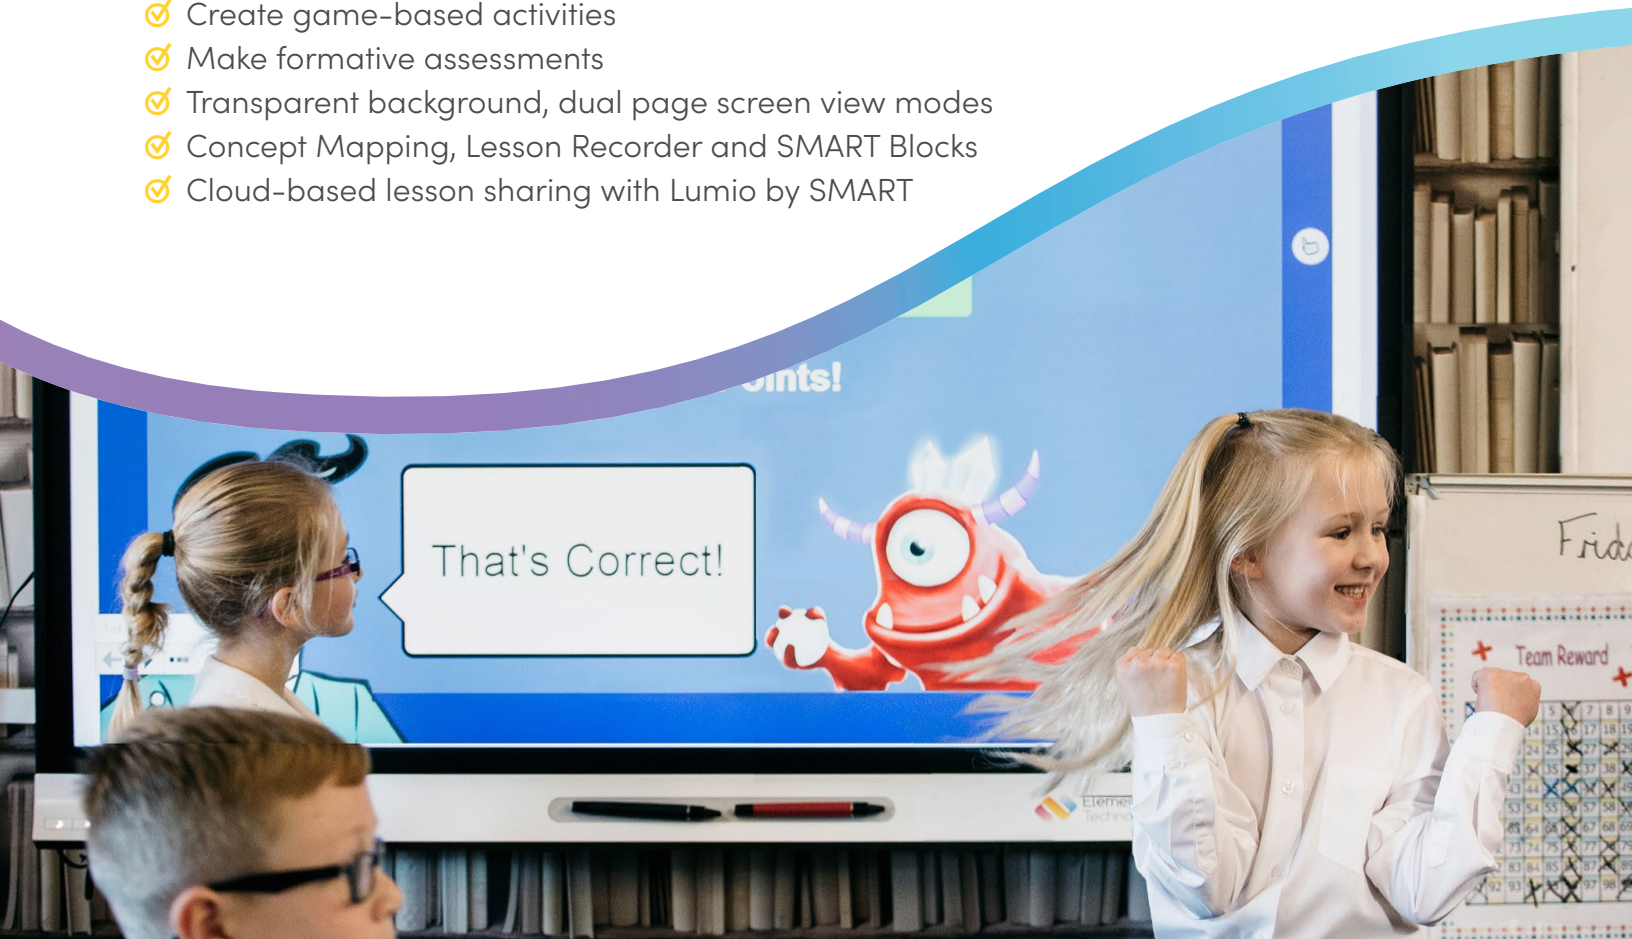 Create game-based activities
Make formative assessments
Transparent background, dual page screen view modes
Concept Mapping, Lesson Recorder and SMART Blocks
Cloud-based lesson sharing with Lumio by SMART
That's Correct!
Team Reward